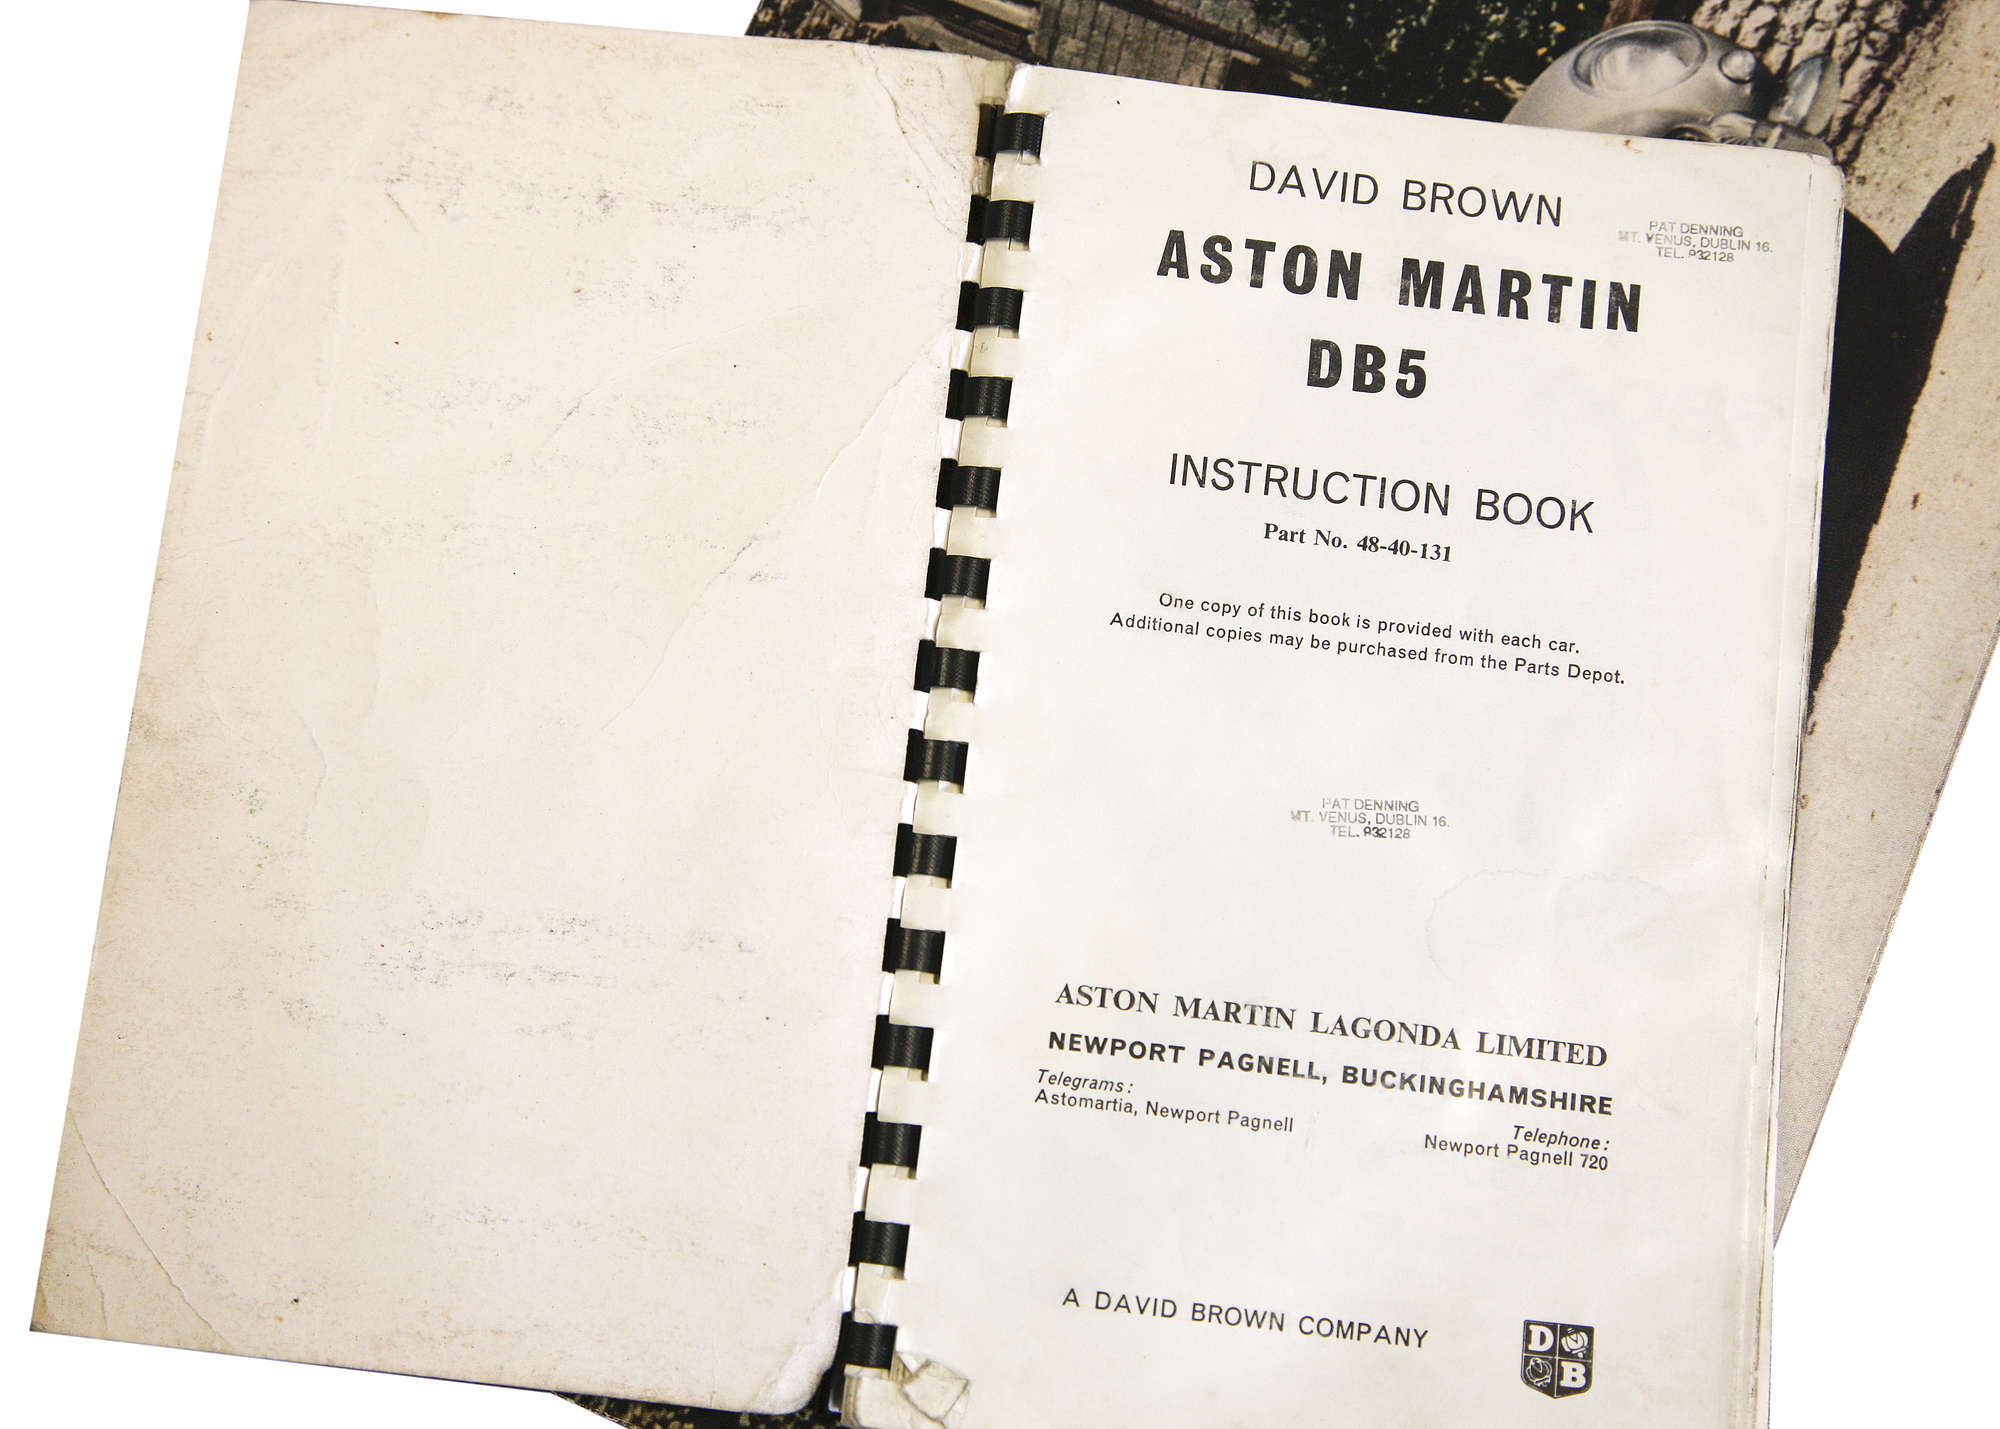 DAVID BROWN
PAT DENNING
MT. VENUS, DUBLIN 16.
TEL. 932128
ASTON MARTIN
DB5
INSTRUCTION BOOK
Part No. 48-40-131
One copy of this book is provided with each car.
Additional copies may be purchased from the Parts Depot.
PAT DENNING
MT. VENUS, DUBLIN 16.
TEL. 932128
ASTON MARTIN LAGONDA LIMITED
NEWPORT PAGNELL, BUCKINGHAMSHIRE
Telegrams:
Astomartia, Newport Pagnell
Telephone:
Newport Pagnell 720
A DAVID BROWN COMPANY
D
B